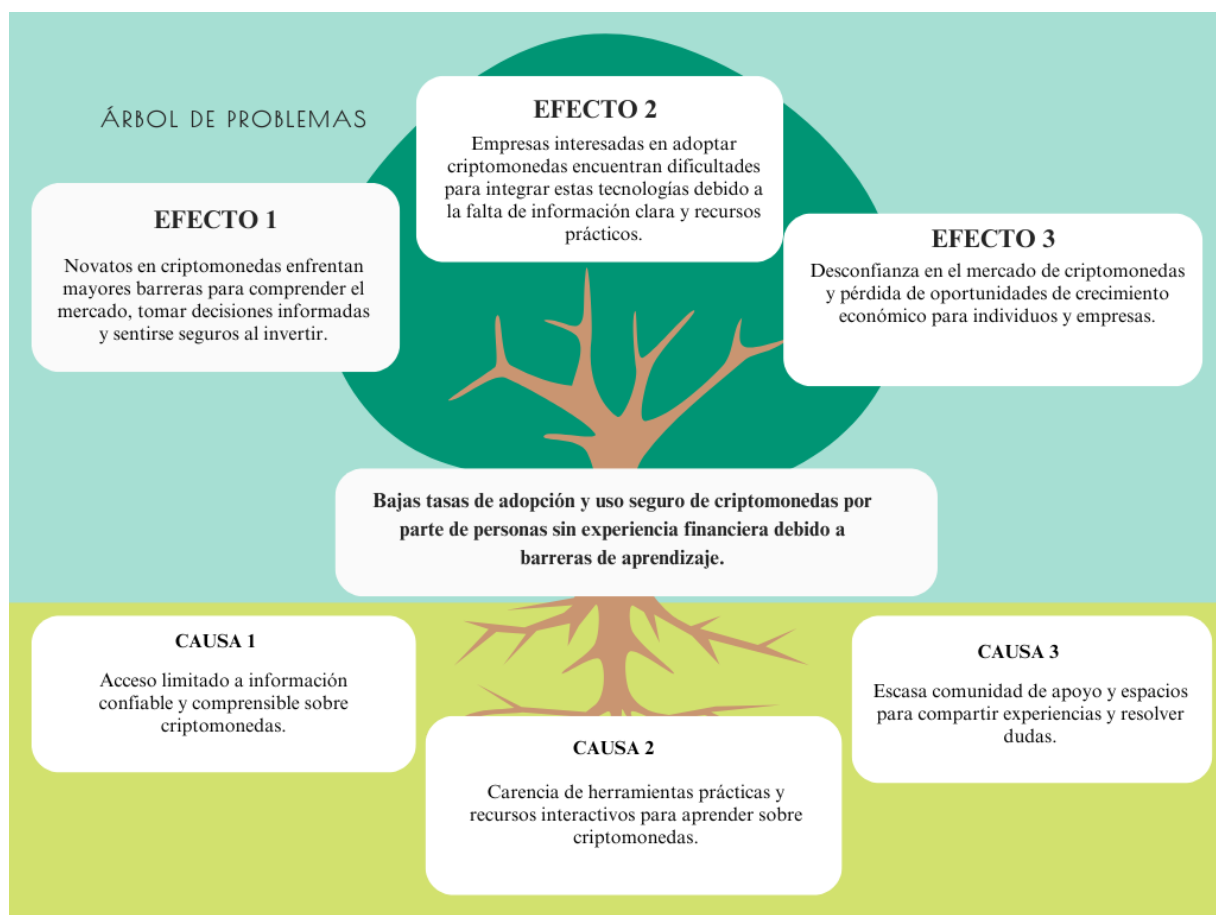 ÁRBOL DE PROBLEMAS
EFECTO 1
Novatos en criptomonedas enfrentan
mayores barreras para comprender el
mercado, tomar decisiones informadas
y sentirse seguros al invertir.
EFECTO 2
Empresas interesadas en adoptar
criptomonedas encuentran dificultades
para integrar estas tecnologías debido a
la falta de información clara y recursos
prácticos.
EFECTO 3
Desconfianza en el mercado de criptomonedas
y pérdida de oportunidades de crecimiento
económico para individuos y empresas.
Bajas tasas de adopción y uso seguro de criptomonedas por
parte de personas sin experiencia financiera debido a
barreras de aprendizaje.
CAUSA 1
Acceso limitado a información
confiable y comprensible sobre
criptomonedas.
CAUSA 2
Carencia de herramientas prácticas y
recursos interactivos para aprender sobre
criptomonedas.
CAUSA 3
Escasa comunidad de apoyo y espacios
para compartir experiencias y resolver
dudas.